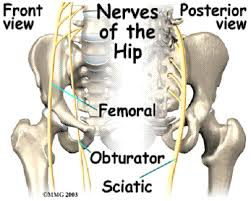 Front
view
Nerves
of the
Hip
Posterior
view
Femoral
Obturator
Sciatic
©MMG 2003